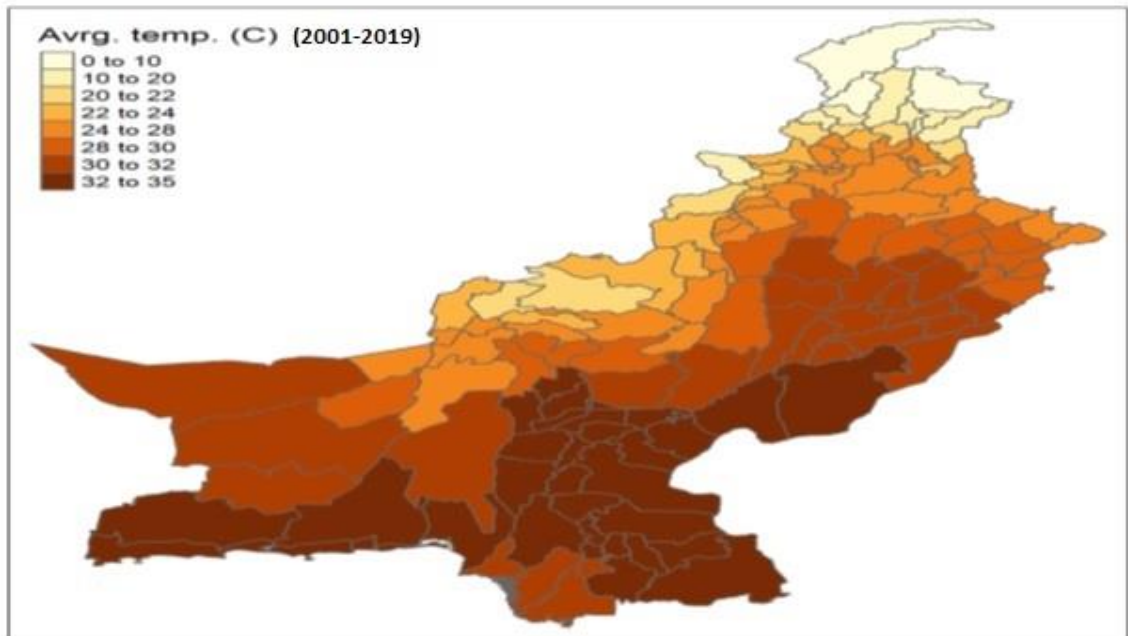 Avrg. temp. (C) (2001-2019)
0 to 10
10 to 20
20 to 22
22 to 24
24 to 28
28 to 30
30 to 32
32 to 35